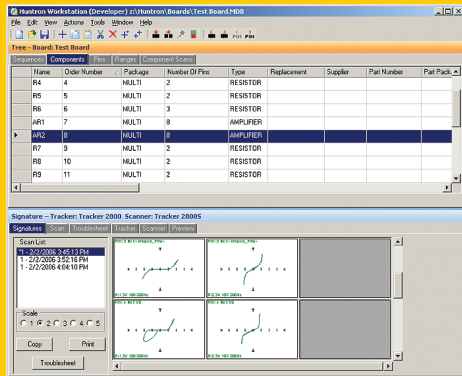 Huntron Workstation (Developer) z:\Huntron\Boards\Test Board.MDB
File Edit View Actions Tools Window Help
Tree - Board: Test Board
Sequences Components Pins Ranges Component Scans
Name Order Number Package Number Of Pins Type Replacement Supplier Part Number
R4 4 MULTI 2 RESISTOR
R5 5 MULTI 2 RESISTOR
R6 6 MULTI 3 RESISTOR
AR1 7 MULTI 8 AMPLIFIER
AR2 8 MULTI 8 AMPLIFIER
R7 9 MULTI 2 RESISTOR
R8 10 MULTI 2 RESISTOR
R9 11 MULTI 2 RESISTOR
Signature - Tracker: Tracker 2000 Scanner: Tracker 2000S
Signatures Scan Troubleshoot Tracker Scanner Preview
Scan List:
*1 - 2/2/2006 3:45:13 PM
*1 - 2/2/2006 3:52:16 PM
*1 - 2/2/2006 4:04:10 PM
Scale
1 2 3 4 5
Copy Print
Troubleshoot